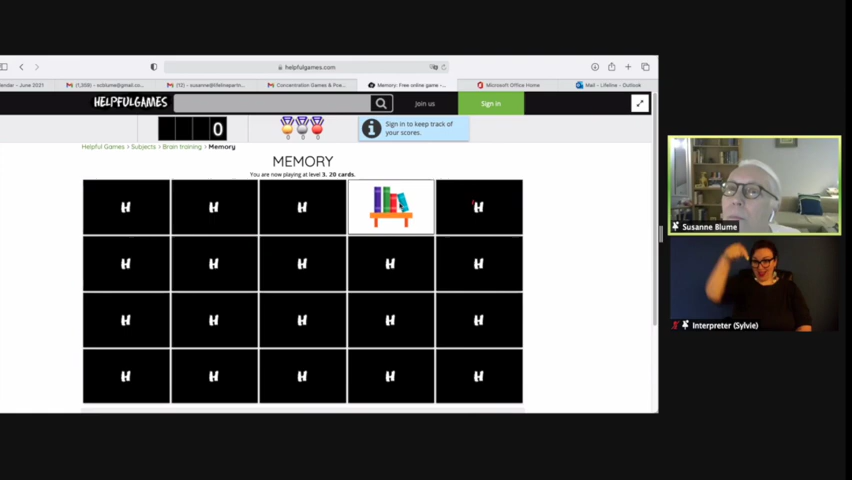 helpfulgames.com
lendar - June 2021
(1,359) - scblume@gmail.co...
(12) - susanne@lifelinepartn...
Concentration Games & Poe...
Memory: Free online game -...
Microsoft Office Home
Mail - Lifeline - Outlook
HELPFULGAMES
Join us
Sign in
0
Sign in to keep track of
your scores.
Helpful Games > Subjects > Brain training > Memory
MEMORY
You are now playing at level 3, 20 cards.
H H H H
H H H H H
H H H H H
H H H H H
Susanne Blume
Interpreter (Sylvie)